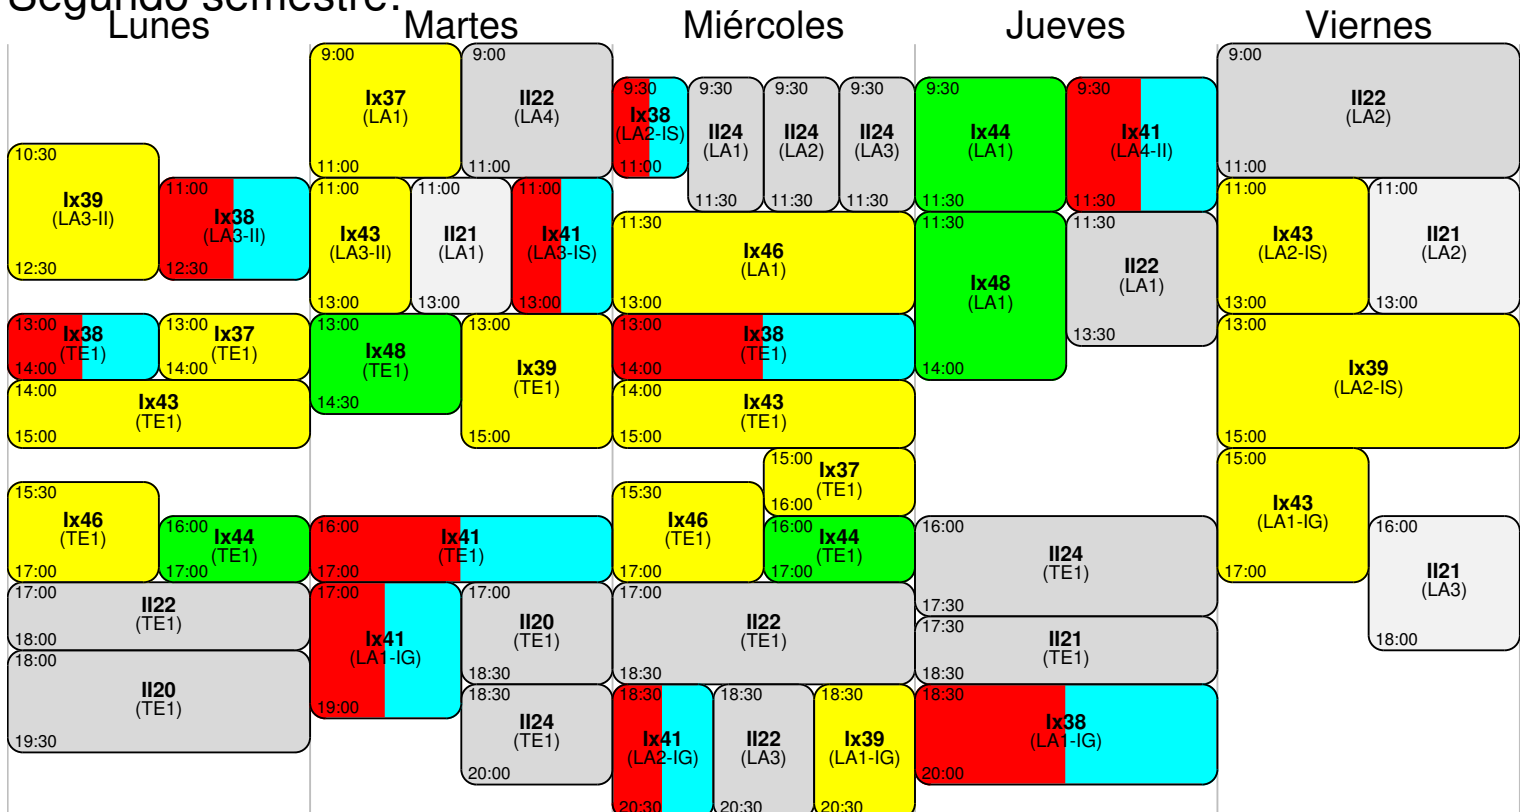 Segundo semestre:
Lunes
Martes
Miércoles
Jueves
Viernes
10:30
Ix39
(LA3-II)
12:30
11:00
Ix38
(LA3-II)
12:30
13:00
Ix38
(TE1)
14:00
13:00
Ix37
(TE1)
14:00
14:00
Ix43
(TE1)
15:00
15:30
Ix46
(TE1)
17:00
16:00
Ix44
(TE1)
17:00
17:00
II22
(TE1)
18:00
18:00
II20
(TE1)
19:30
9:00
Ix37
(LA1)
11:00
9:00
II22
(LA4)
11:00
11:00
Ix43
(LA3-II)
13:00
11:00
II21
(LA1)
13:00
11:00
Ix41
(LA3-IS)
13:00
13:00
Ix48
(TE1)
14:30
13:00
Ix39
(TE1)
15:00
16:00
Ix41
(TE1)
17:00
17:00
Ix41
(LA1-IG)
19:00
17:00
II20
(TE1)
18:30
18:30
II24
(TE1)
20:00
9:30
Ix38
(LA2-IS)
11:00
9:30
II24
(LA1)
11:30
9:30
II24
(LA2)
11:30
9:30
II24
(LA3)
11:30
11:30
Ix46
(LA1)
13:00
13:00
Ix38
(TE1)
14:00
14:00
Ix43
(TE1)
15:00
15:00
Ix37
(TE1)
16:00
15:30
Ix46
(TE1)
17:00
16:00
Ix44
(TE1)
17:00
17:00
II22
(TE1)
18:30
18:30
Ix41
(LA2-IG)
20:30
18:30
II22
(LA3)
20:30
18:30
Ix39
(LA1-IG)
20:30
9:30
Ix44
(LA1)
11:30
9:30
Ix41
(LA4-II)
11:30
11:30
Ix48
(LA1)
14:00
11:30
II22
(LA1)
13:30
16:00
II24
(TE1)
17:30
17:30
II21
(TE1)
18:30
18:30
Ix38
(LA1-IG)
20:00
9:00
II22
(LA2)
11:00
11:00
Ix43
(LA2-IS)
13:00
11:00
II21
(LA2)
13:00
13:00
Ix39
(LA2-IS)
15:00
15:00
Ix43
(LA1-IG)
17:00
16:00
II21
(LA3)
18:00